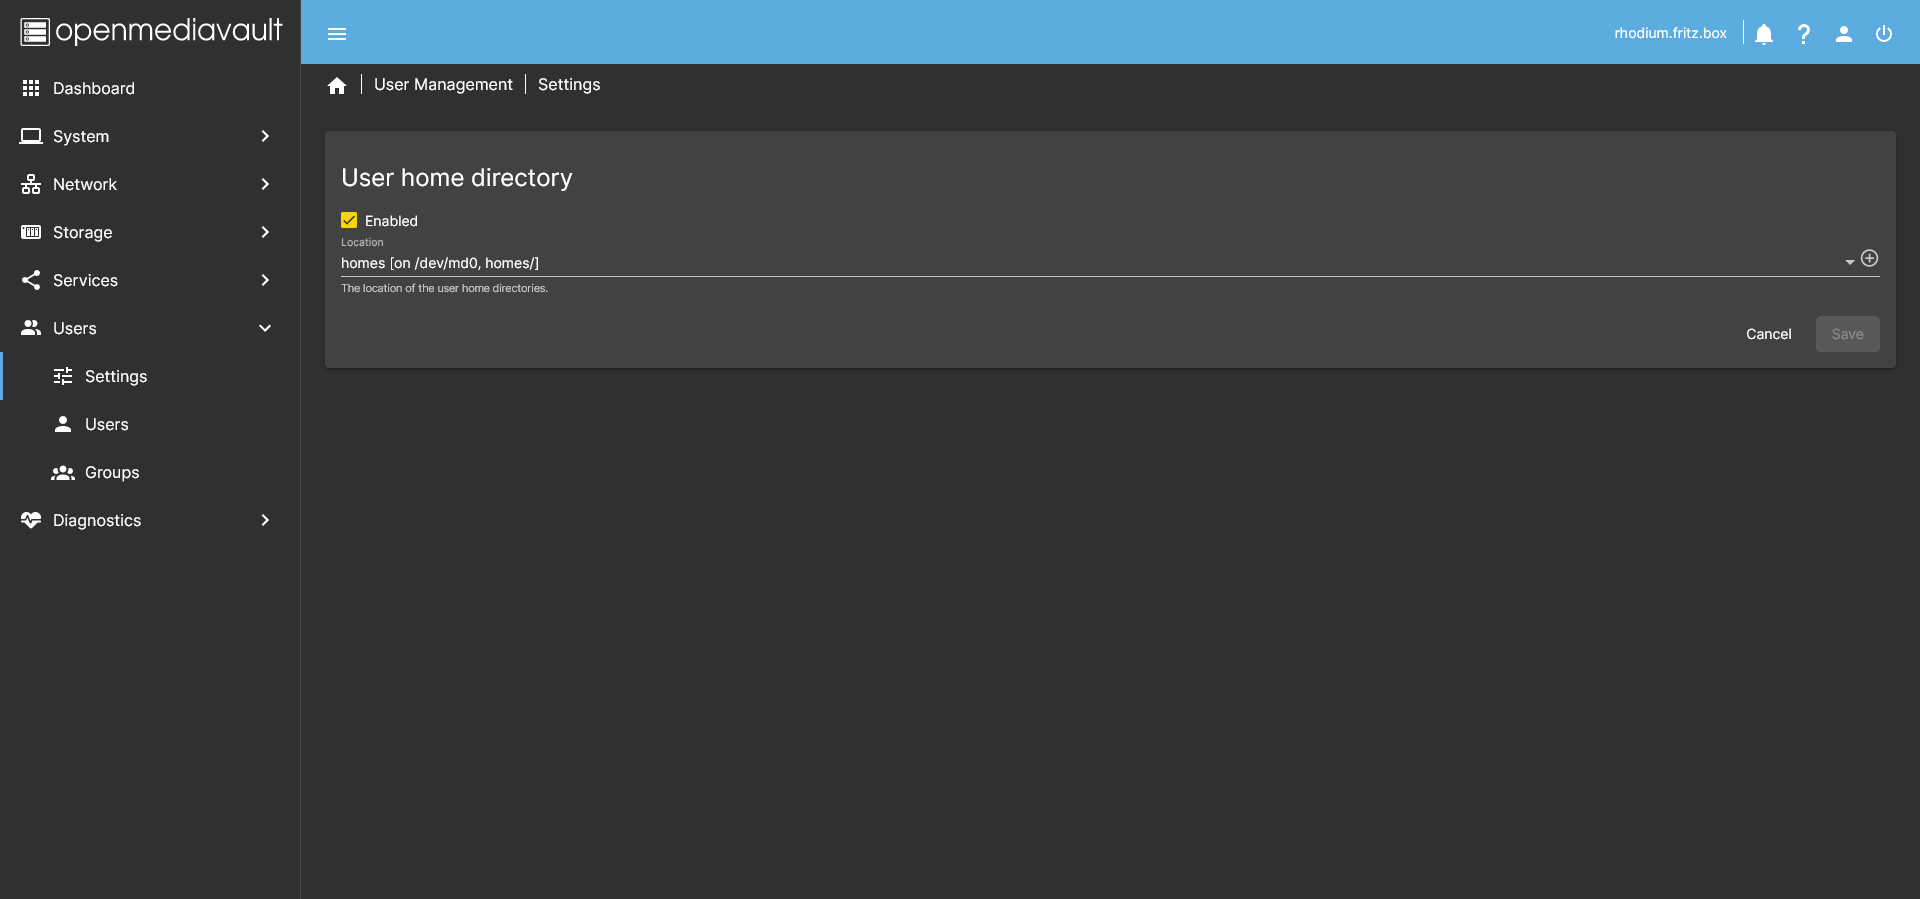 openmediavault
rhodium.fritz.box
Dashboard
System
Network
Storage
Services
Users
Settings
Users
Groups
Diagnostics
User Management
Settings
User home directory
Enabled
Location
homes [on /dev/md0, homes/]
The location of the user home directories.
Cancel
Save